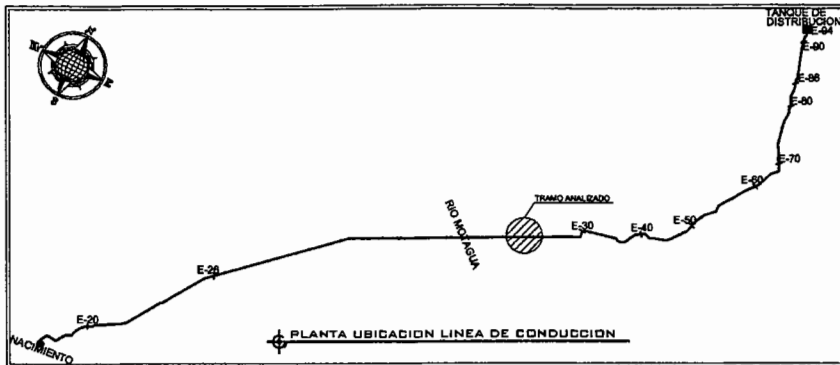 TANQUE DE
DISTRIBUCION
E-94
E-90
E-86
E-80
E-70
E-60
E-50
E-40
E-30
TRAMO ANALIZADO
RIO MOTAGUA
E-26
E-20
NACIMIENTO
PLANTA UBICACION LINEA DE CONDUCCIÓN
S